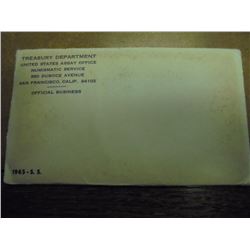 TREASURY DEPARTMENT
UNITED STATES ASSAY OFFICE
NUMISMATIC SERVICE
350 DUBOCE AVENUE
SAN FRANCISCO, CALIF. 94102
OFFICIAL BUSINESS
1965 - S. S.